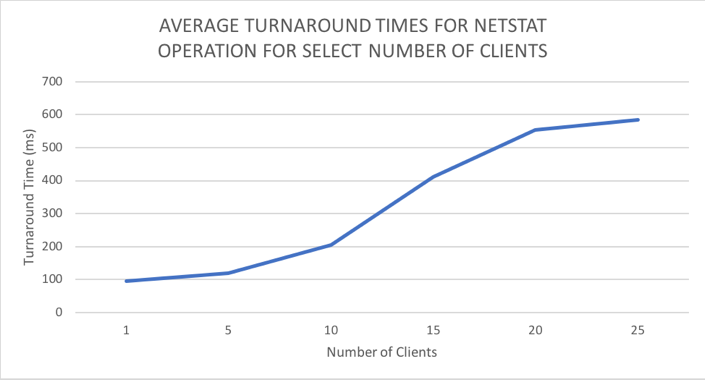 AVERAGE TURNAROUND TIMES FOR NETSTAT
OPERATION FOR SELECT NUMBER OF CLIENTS
700
600
500
400
300
200
100
0
Turnaround Time (ms)
1 5 10 15 20 25
Number of Clients